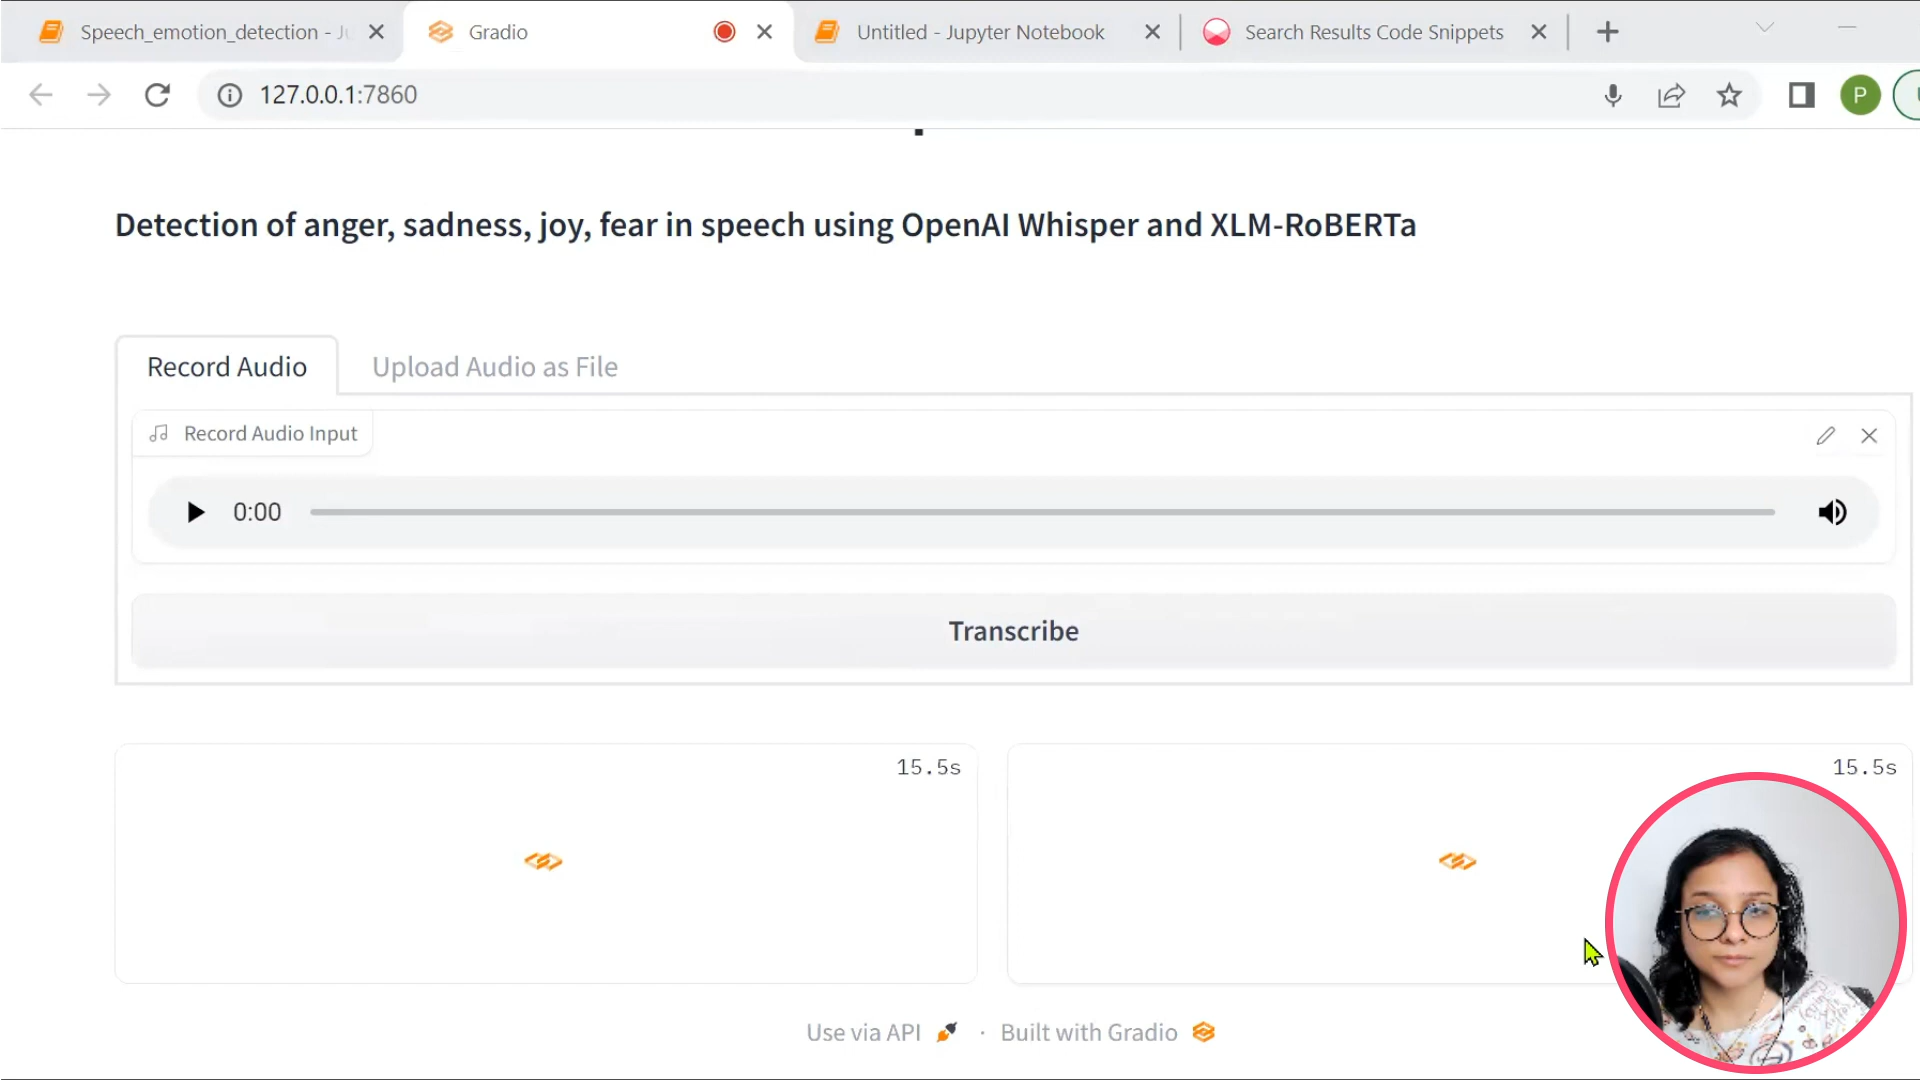 Speech_emotion_detection - Ju
Gradio
Untitled - Jupyter Notebook
Search Results Code Snippets
127.0.0.1:7860
P
Detection of anger, sadness, joy, fear in speech using OpenAI Whisper and XLM-RoBERTa
Record Audio
Upload Audio as File
Record Audio Input
0:00
Transcribe
15.5s
15.5s
Use via API
· Built with Gradio